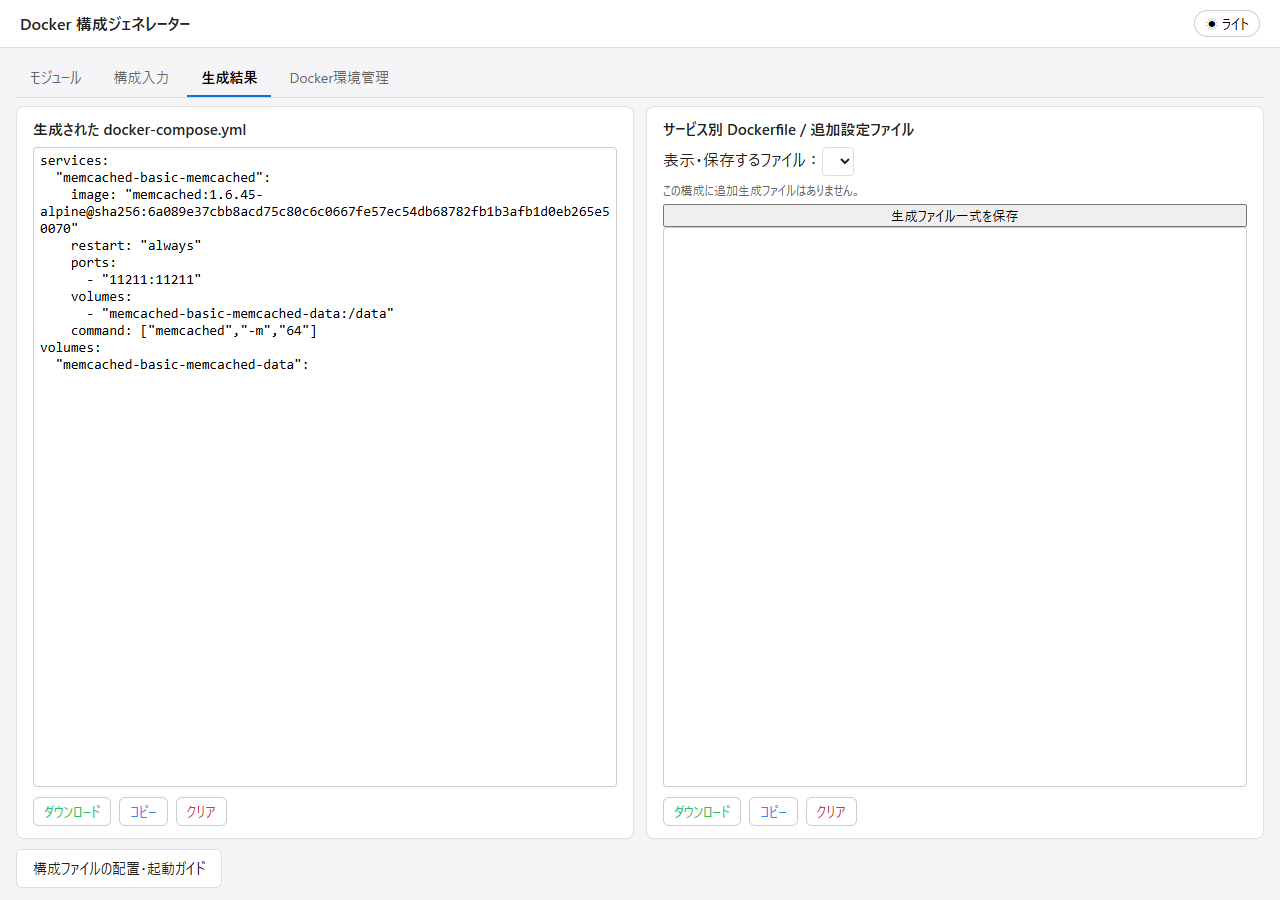 Docker 構成ジェネレーター
ライト
モジュール
構成入力
生成結果
Docker環境管理
生成された docker-compose.yml
services:
  "memcached-basic-memcached":
    image: "memcached:1.6.45-
alpine@sha256:6a089e37cbb8acd75c80c6c0667fe57ec54db68782fb1b3afb1d0eb265e5
0070"
    restart: "always"
    ports:
      - "11211:11211"
    volumes:
      - "memcached-basic-memcached-data:/data"
    command: ["memcached","-m","64"]
volumes:
  "memcached-basic-memcached-data":
ダウンロード
コピー
クリア
サービス別 Dockerfile / 追加設定ファイル
表示・保存するファイル：
この構成に追加生成ファイルはありません。
生成ファイル一式を保存
ダウンロード
コピー
クリア
構成ファイルの配置・起動ガイド